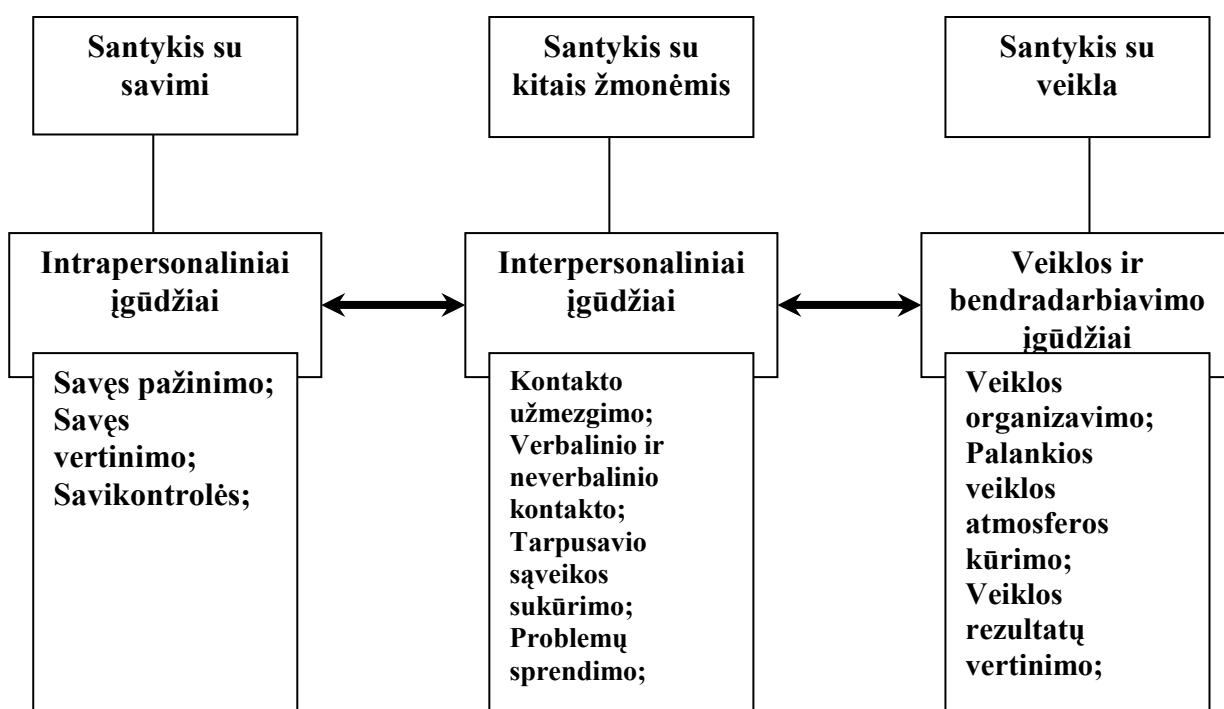 Santykis su
savimi
Santykis su
kitais žmonėmis
Santykis su
veikla
Intrapersonaliniai
įgūdžiai
Interpersonaliniai
įgūdžiai
Veiklos ir
bendradarbiavimo
įgūdžiai
Savęs pažinimo;
Savęs
vertinimo;
Savikontrolės;
Kontakto
užmezgimo;
Verbalinio ir
neverbalinio
kontakto;
Tarpusavio
sąveikos
sukūrimo;
Problemų
sprendimo;
Veiklos
organizavimo;
Palankios
veiklos
atmosferos
kūrimo;
Veiklos
rezultatų
vertinimo;